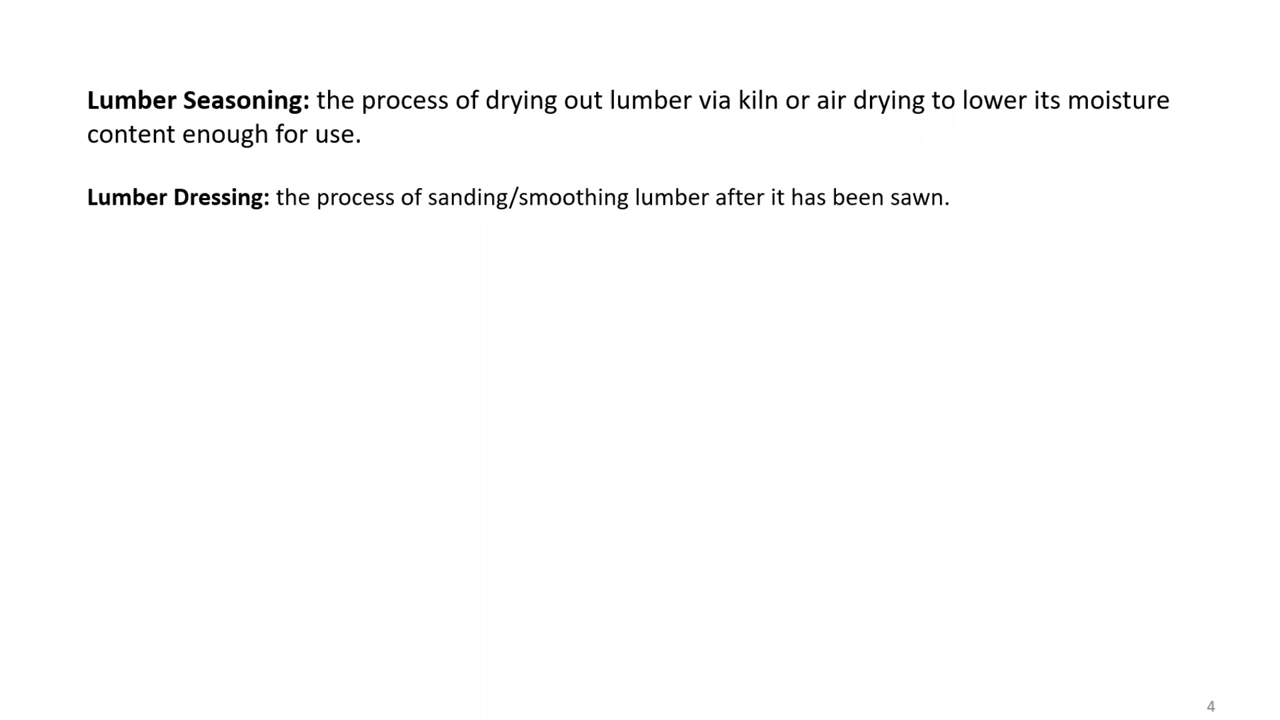 Lumber Seasoning: the process of drying out lumber via kiln or air drying to lower its moisture
content enough for use.
Lumber Dressing: the process of sanding/smoothing lumber after it has been sawn.
4